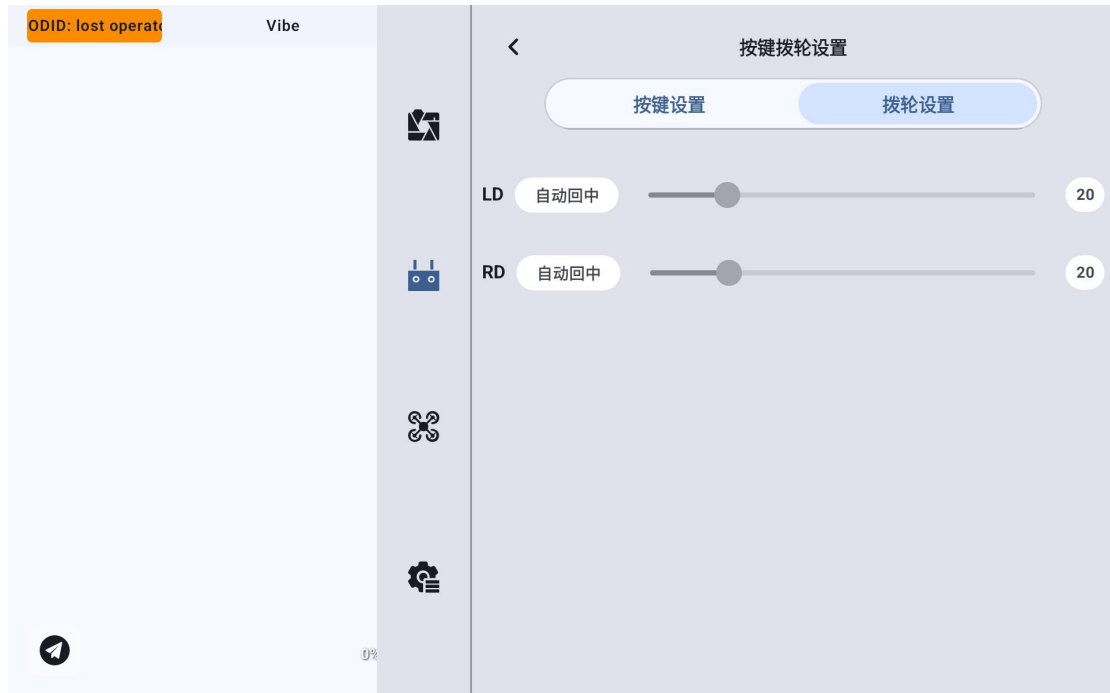 ODID: lost operat
Vibe
按键拨轮设置
按键设置
拨轮设置
LD 自动回中 20
RD 自动回中 20
0%